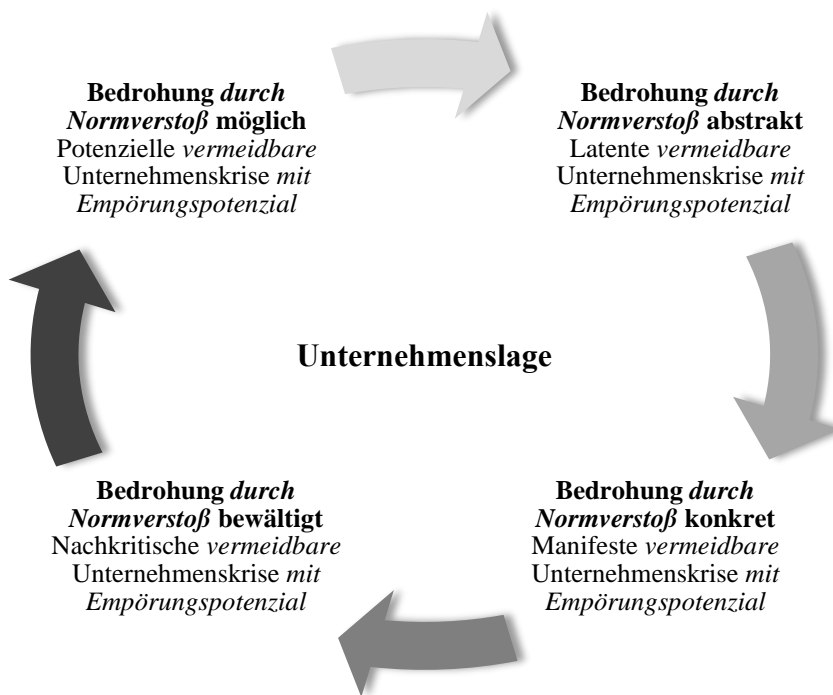 Bedrohung durch
Normverstoß möglich
Potenzielle vermeidbare
Unternehmenskrise mit
Empörungspotenzial
Bedrohung durch
Normverstoß abstrakt
Latente vermeidbare
Unternehmenskrise mit
Empörungspotenzial
Unternehmenslage
Bedrohung durch
Normverstoß bewältigt
Nachkritische vermeidbare
Unternehmenskrise mit
Empörungspotenzial
Bedrohung durch
Normverstoß konkret
Manifeste vermeidbare
Unternehmenskrise mit
Empörungspotenzial